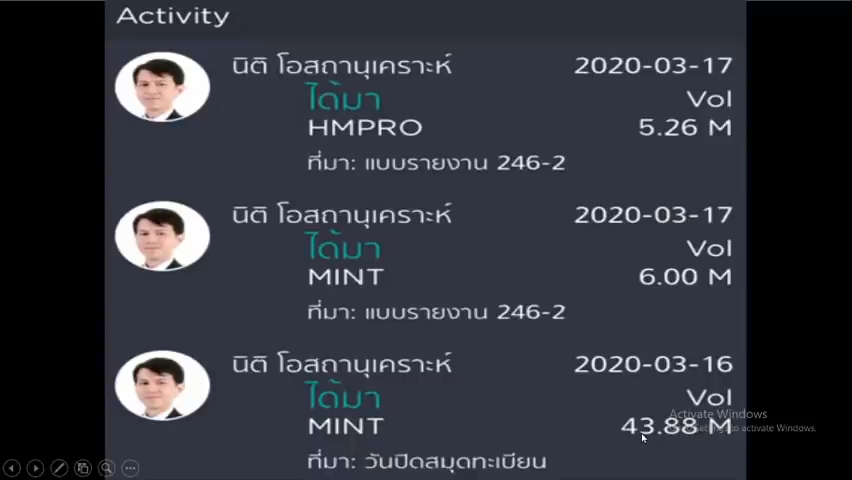 Activity
นิติ โอสถานุเคราะห์ 2020-03-17
ได้มา Vol
HMPRO 5.26 M
ที่มา: แบบรายงาน 246-2
นิติ โอสถานุเคราะห์ 2020-03-17
ได้มา Vol
MINT 6.00 M
ที่มา: แบบรายงาน 246-2
นิติ โอสถานุเคราะห์ 2020-03-16
ได้มา Vol
Activate Windows
MINT 43.88 M
to activate Windows.
ที่มา: วันปิดสมุดทะเบียน